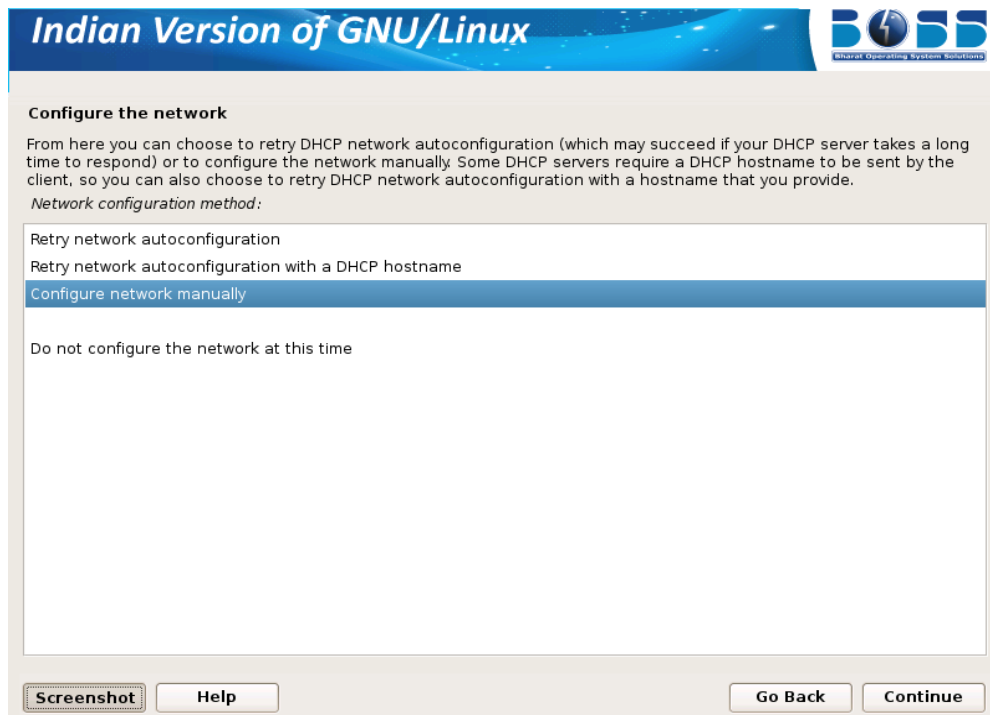 Indian Version of GNU/Linux
BOSS
Bharat Operating System Solutions
Configure the network
From here you can choose to retry DHCP network autoconfiguration (which may succeed if your DHCP server takes a long
time to respond) or to configure the network manually. Some DHCP servers require a DHCP hostname to be sent by the
client, so you can also choose to retry DHCP network autoconfiguration with a hostname that you provide.
Network configuration method:
Retry network autoconfiguration
Retry network autoconfiguration with a DHCP hostname
Configure network manually
Do not configure the network at this time
Screenshot Help Go Back Continue